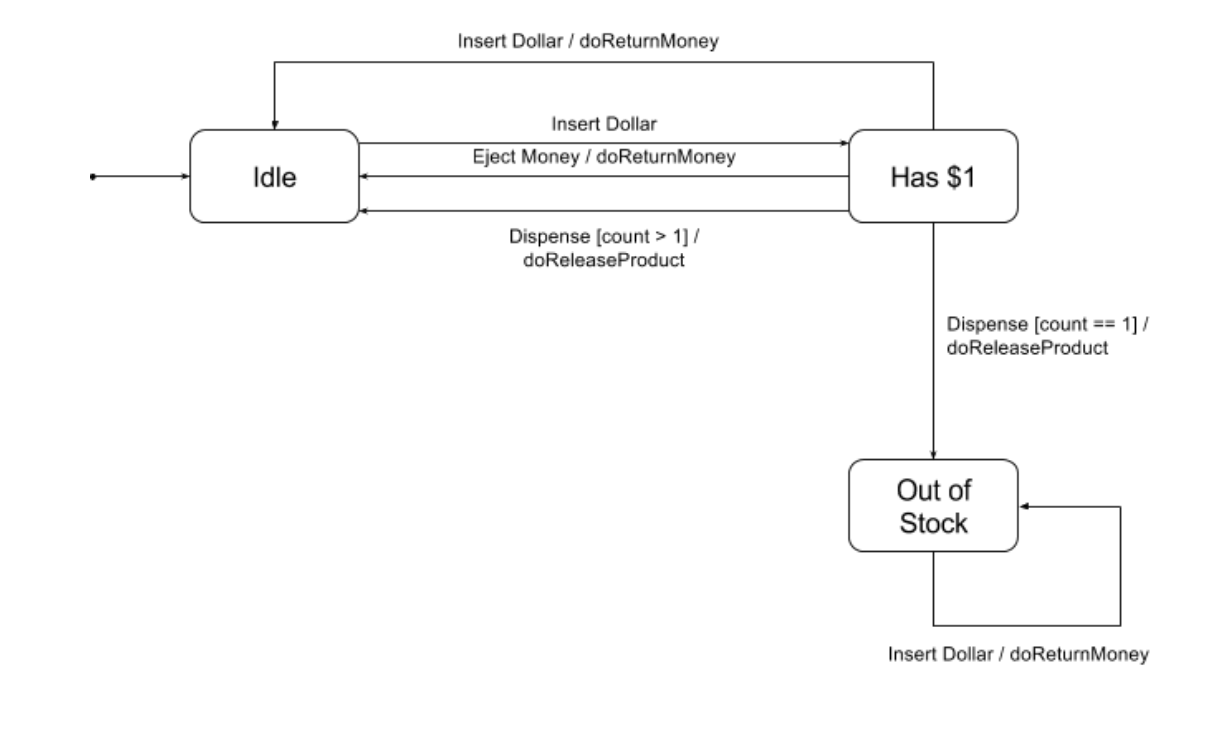 Insert Dollar / doReturnMoney
Insert Dollar
Idle
Eject Money / doReturnMoney
Has $1
Dispense [count > 1] /
doReleaseProduct
Dispense [count == 1] /
doReleaseProduct
Out of
Stock
Insert Dollar / doReturnMoney